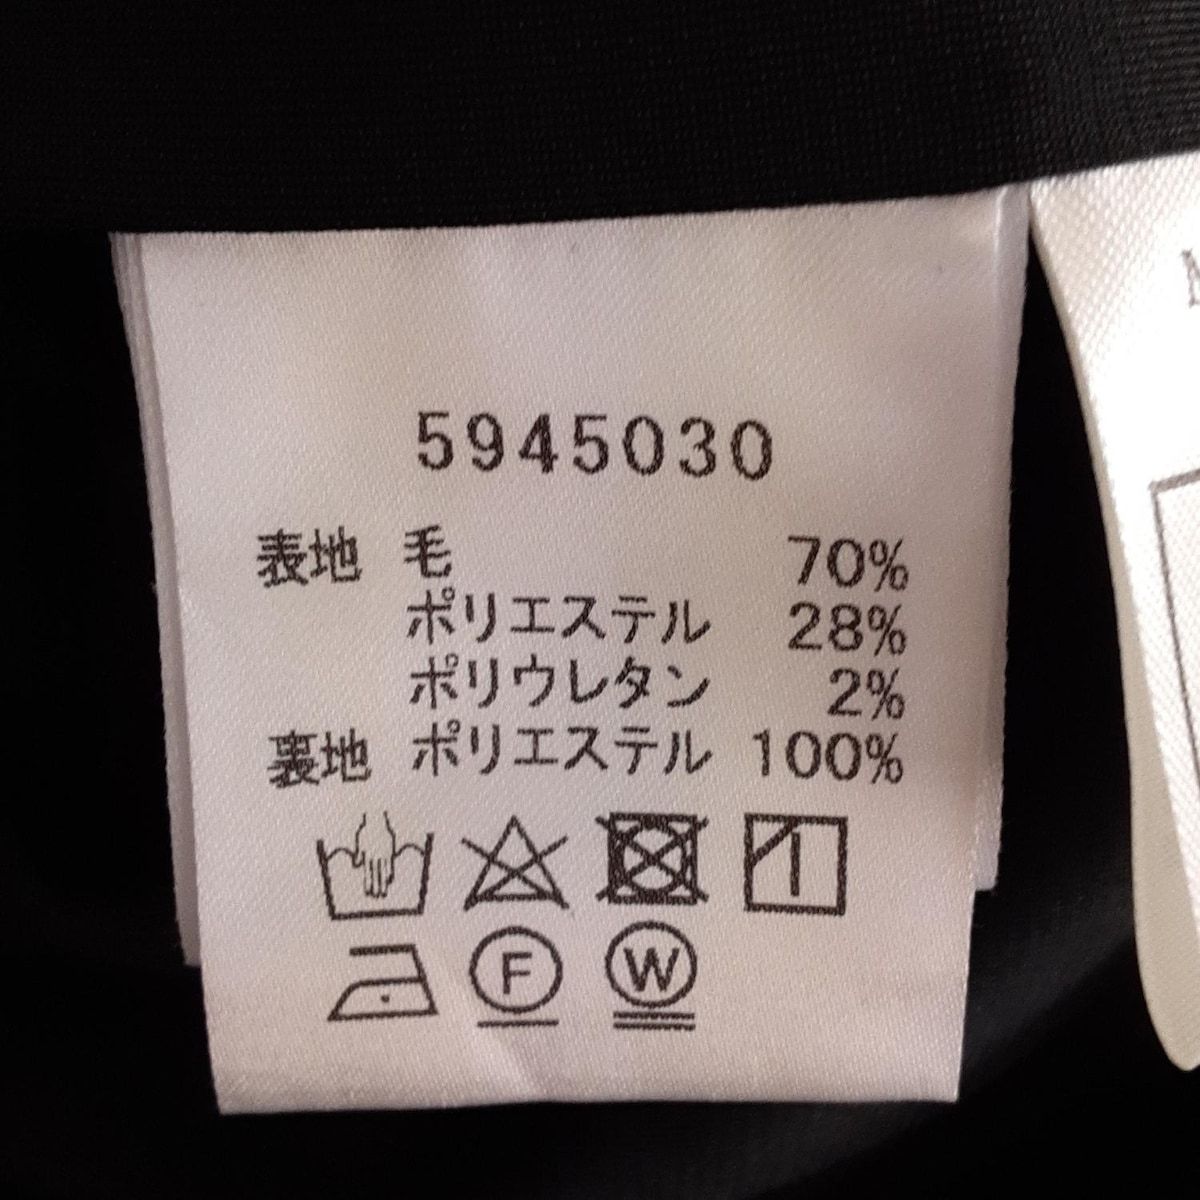 5945030
表地 毛 70%
ポリエステル 28%
ポリウレタン 2%
裏地 ポリエステル 100%
F W